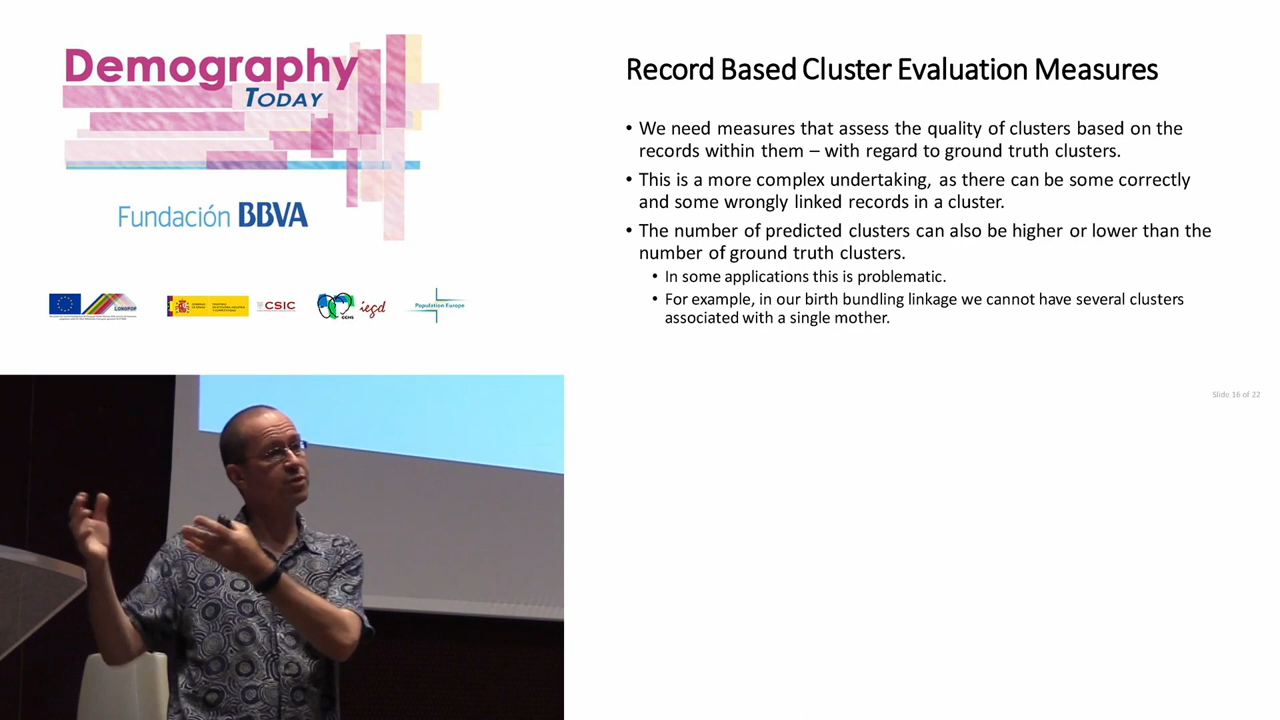 Demography
TODAY
Fundación BBVA
LONGPOP
CSIC
CCHS
iegd
Population Europe
Record Based Cluster Evaluation Measures
• We need measures that assess the quality of clusters based on the
records within them – with regard to ground truth clusters.
• This is a more complex undertaking, as there can be some correctly
and some wrongly linked records in a cluster.
• The number of predicted clusters can also be higher or lower than the
number of ground truth clusters.
• In some applications this is problematic.
• For example, in our birth bundling linkage we cannot have several clusters
associated with a single mother.
Slide 16 of 22